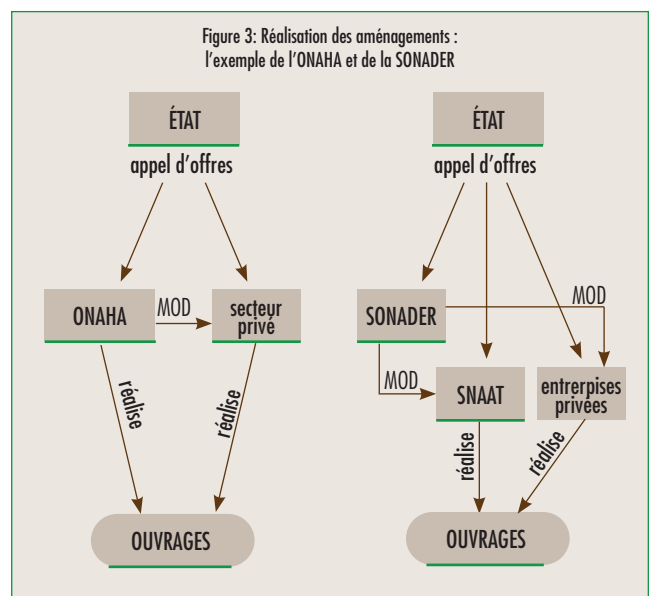 Figure 3: Réalisation des aménagements :
l'exemple de l'ONAHA et de la SONADER
ÉTAT
appel d'offres
ONAHA
MOD
secteur
privé
réalise
réalise
OUVRAGES
ÉTAT
appel d'offres
SONADER
MOD
MOD
SNAAT
entrerpises
privées
réalise
réalise
OUVRAGES